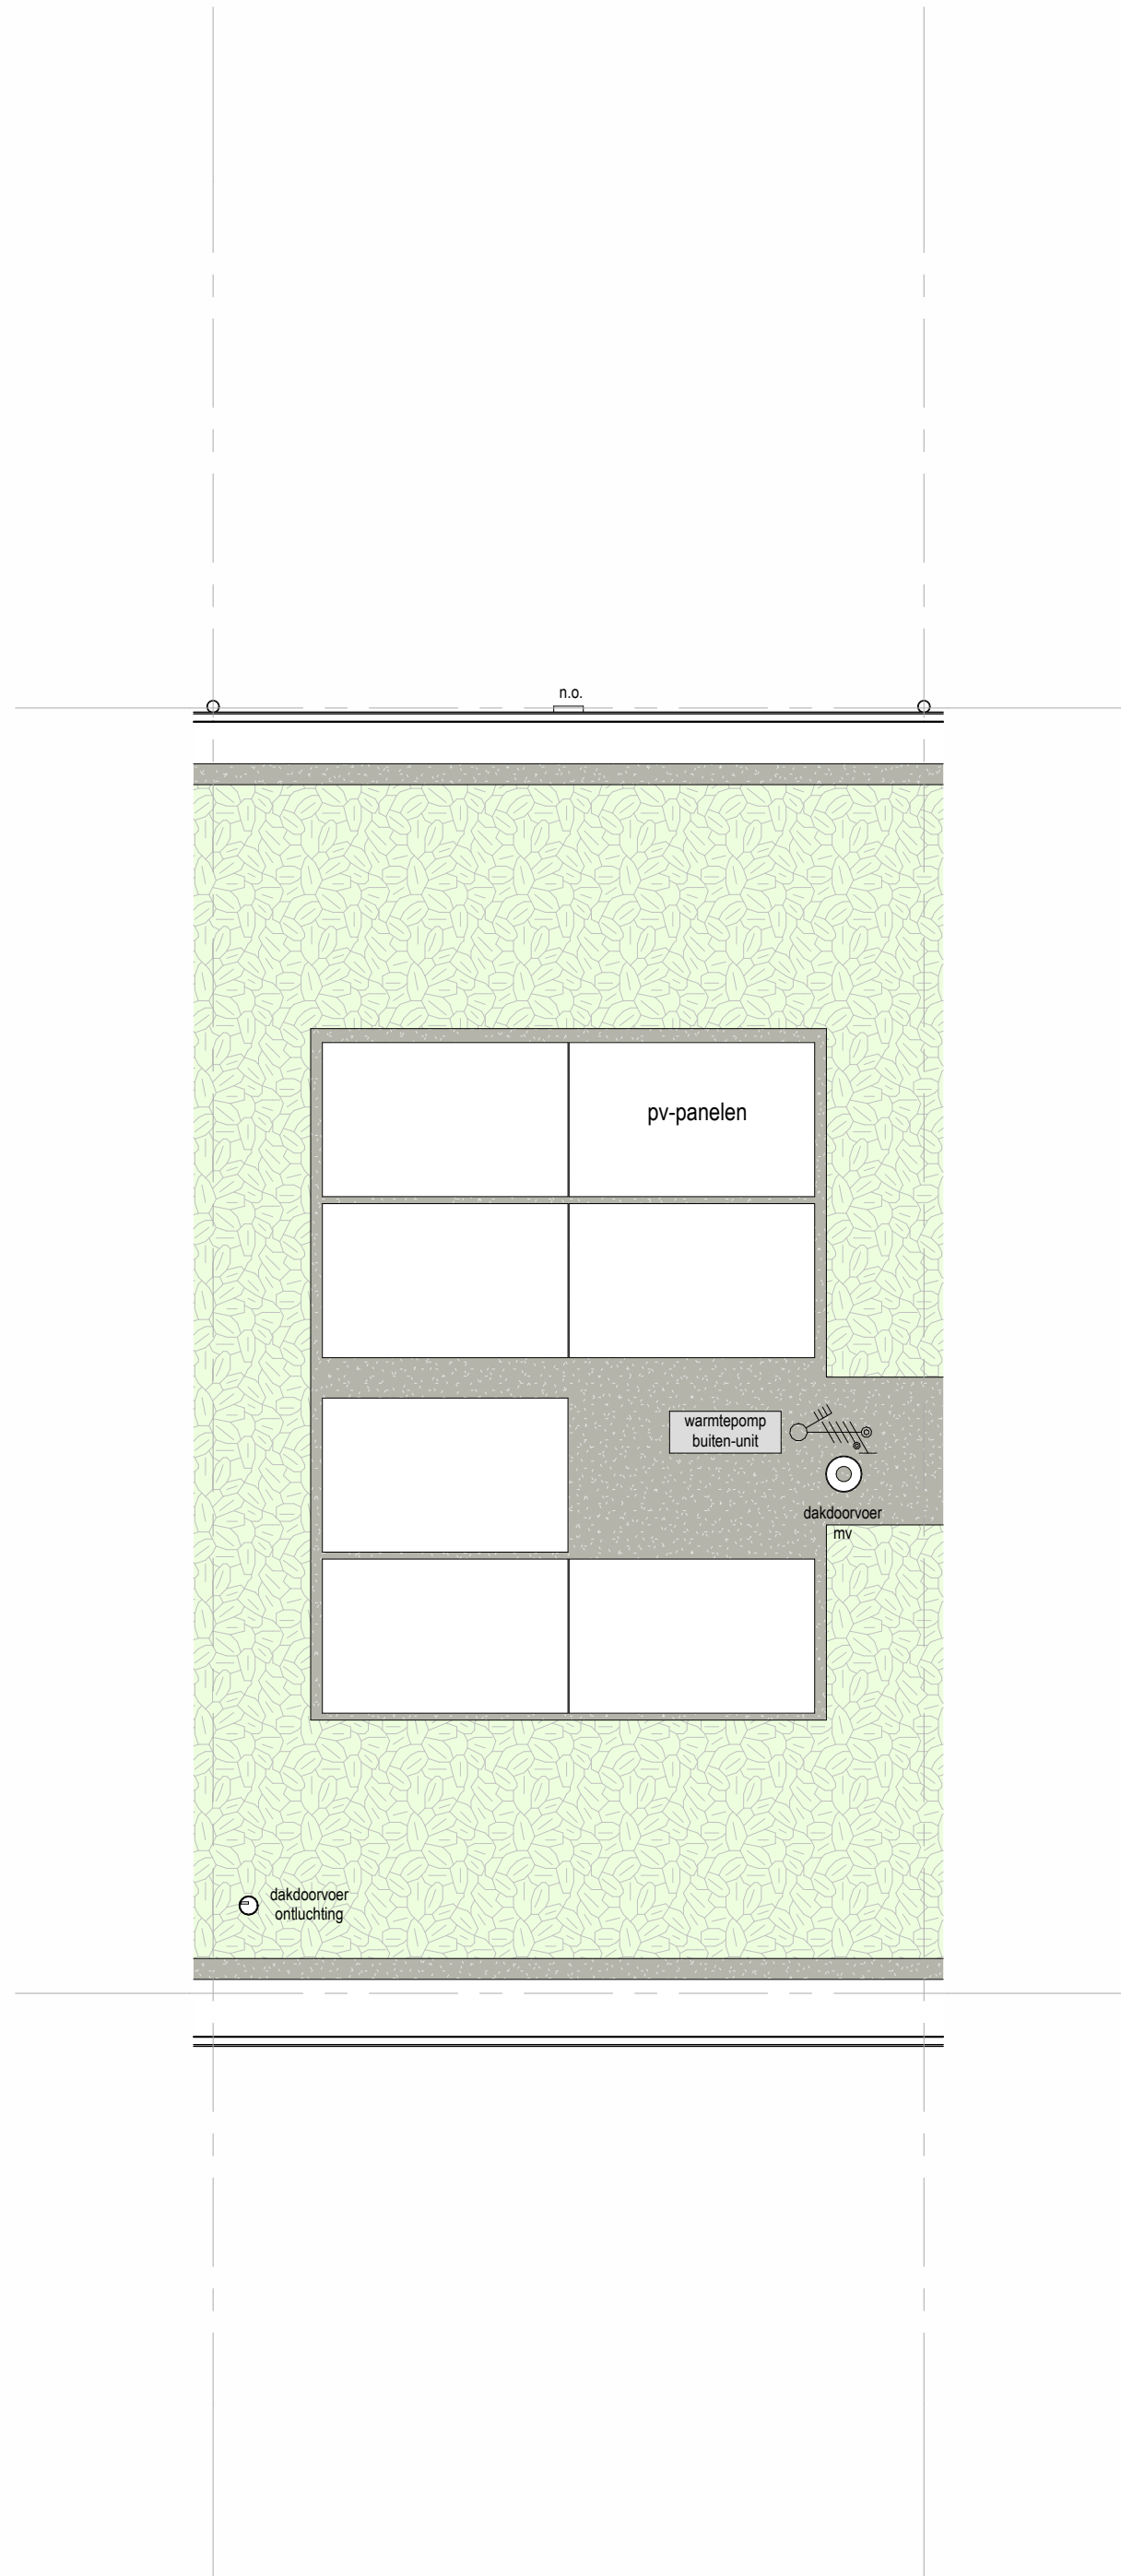 n.o.
pv-panelen
warmtepomp
buiten-unit
dakdoorvoer
mv
dakdoorvoer
ontluchting